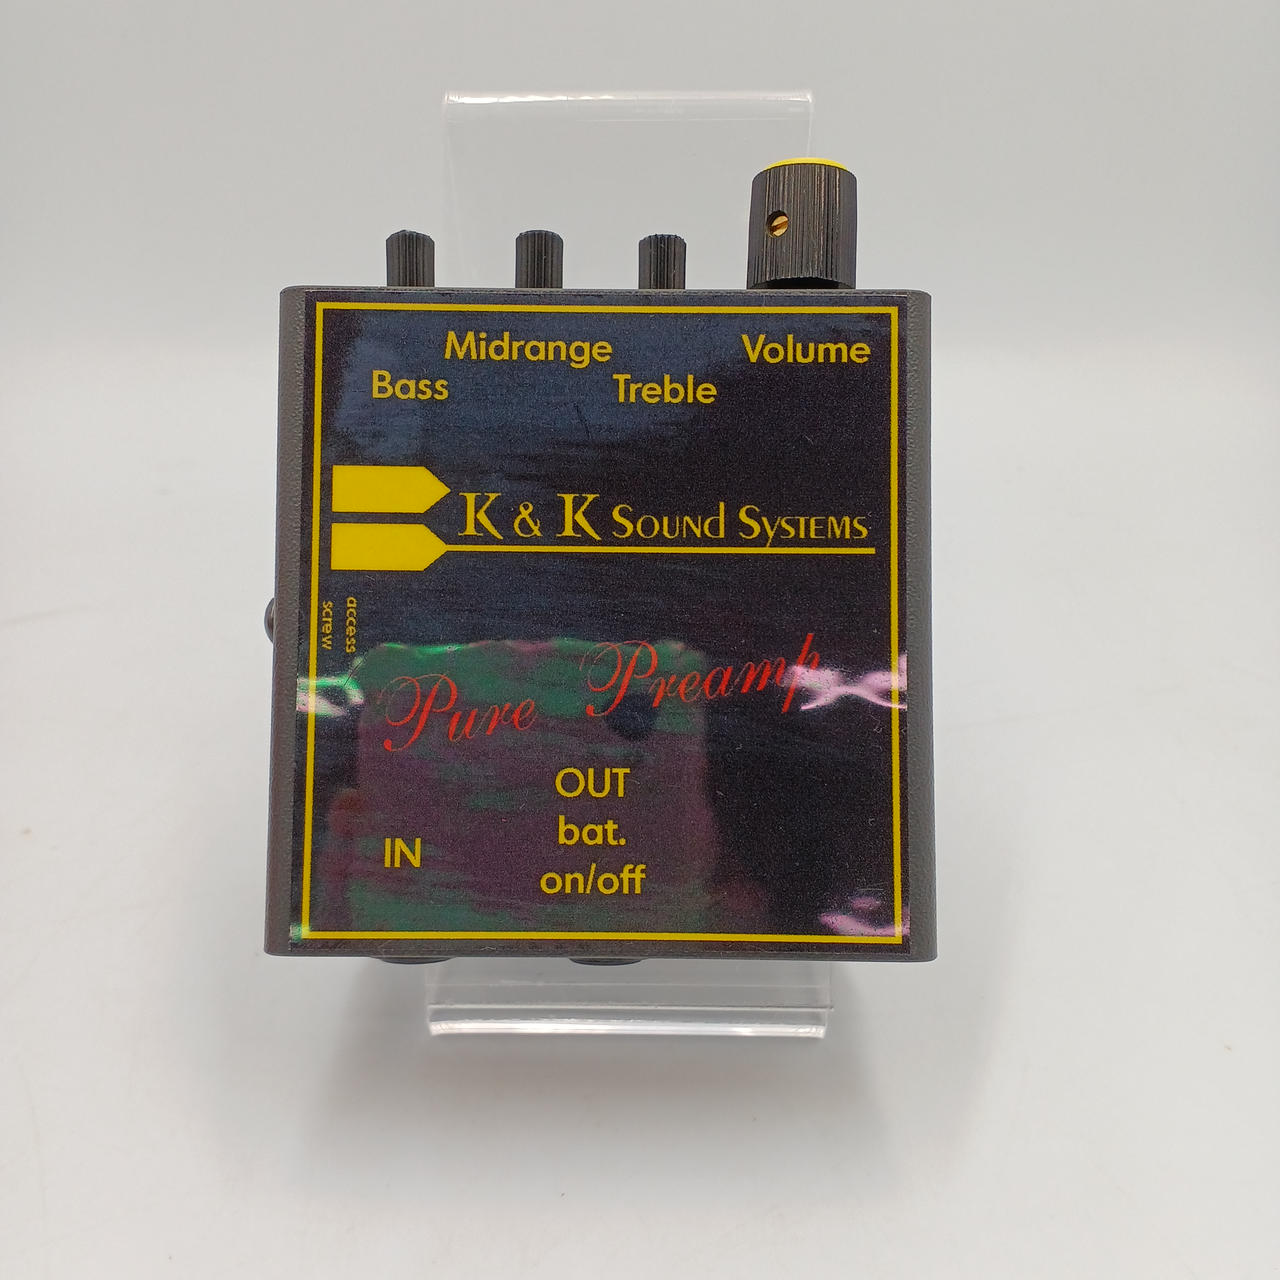 Midrange Volume
Bass Treble
K & K Sound Systems
access
screw
Pure Preamp
OUT
bat.
IN
on/off